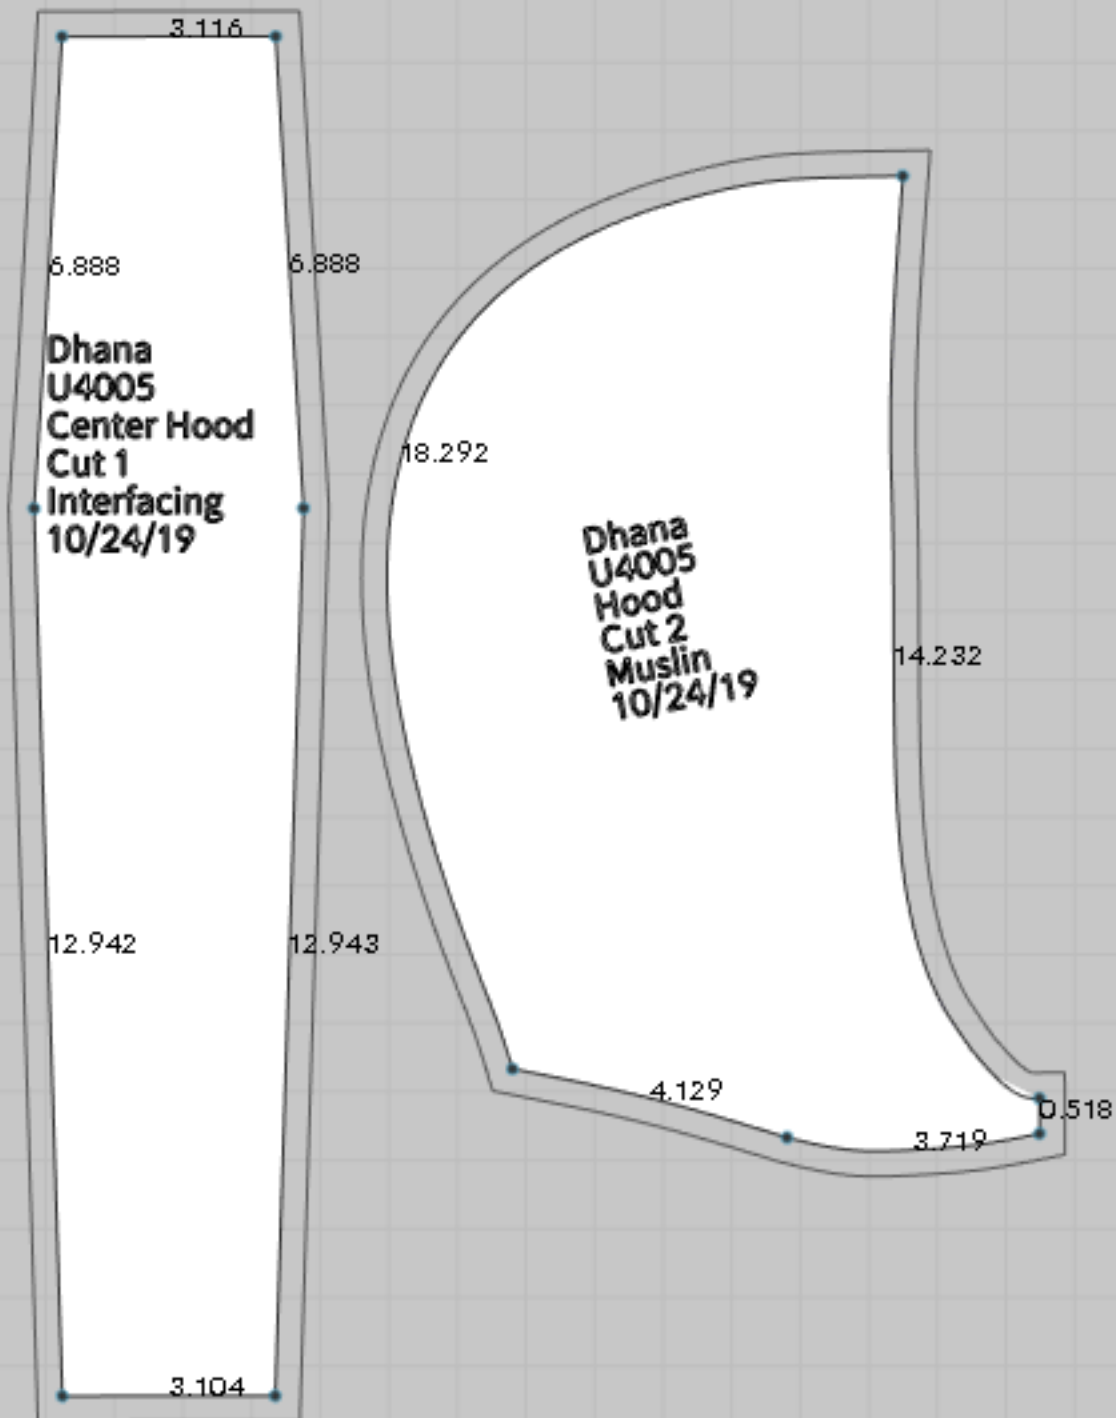 3.116
6.888
6.888
Dhana
U4005
Center Hood
Cut 1
Interfacing
10/24/19
12.942
12.943
3.104
18.292
Dhana
U4005
Hood
Cut 2
Muslin
10/24/19
14.232
4.129
0.518
3.719